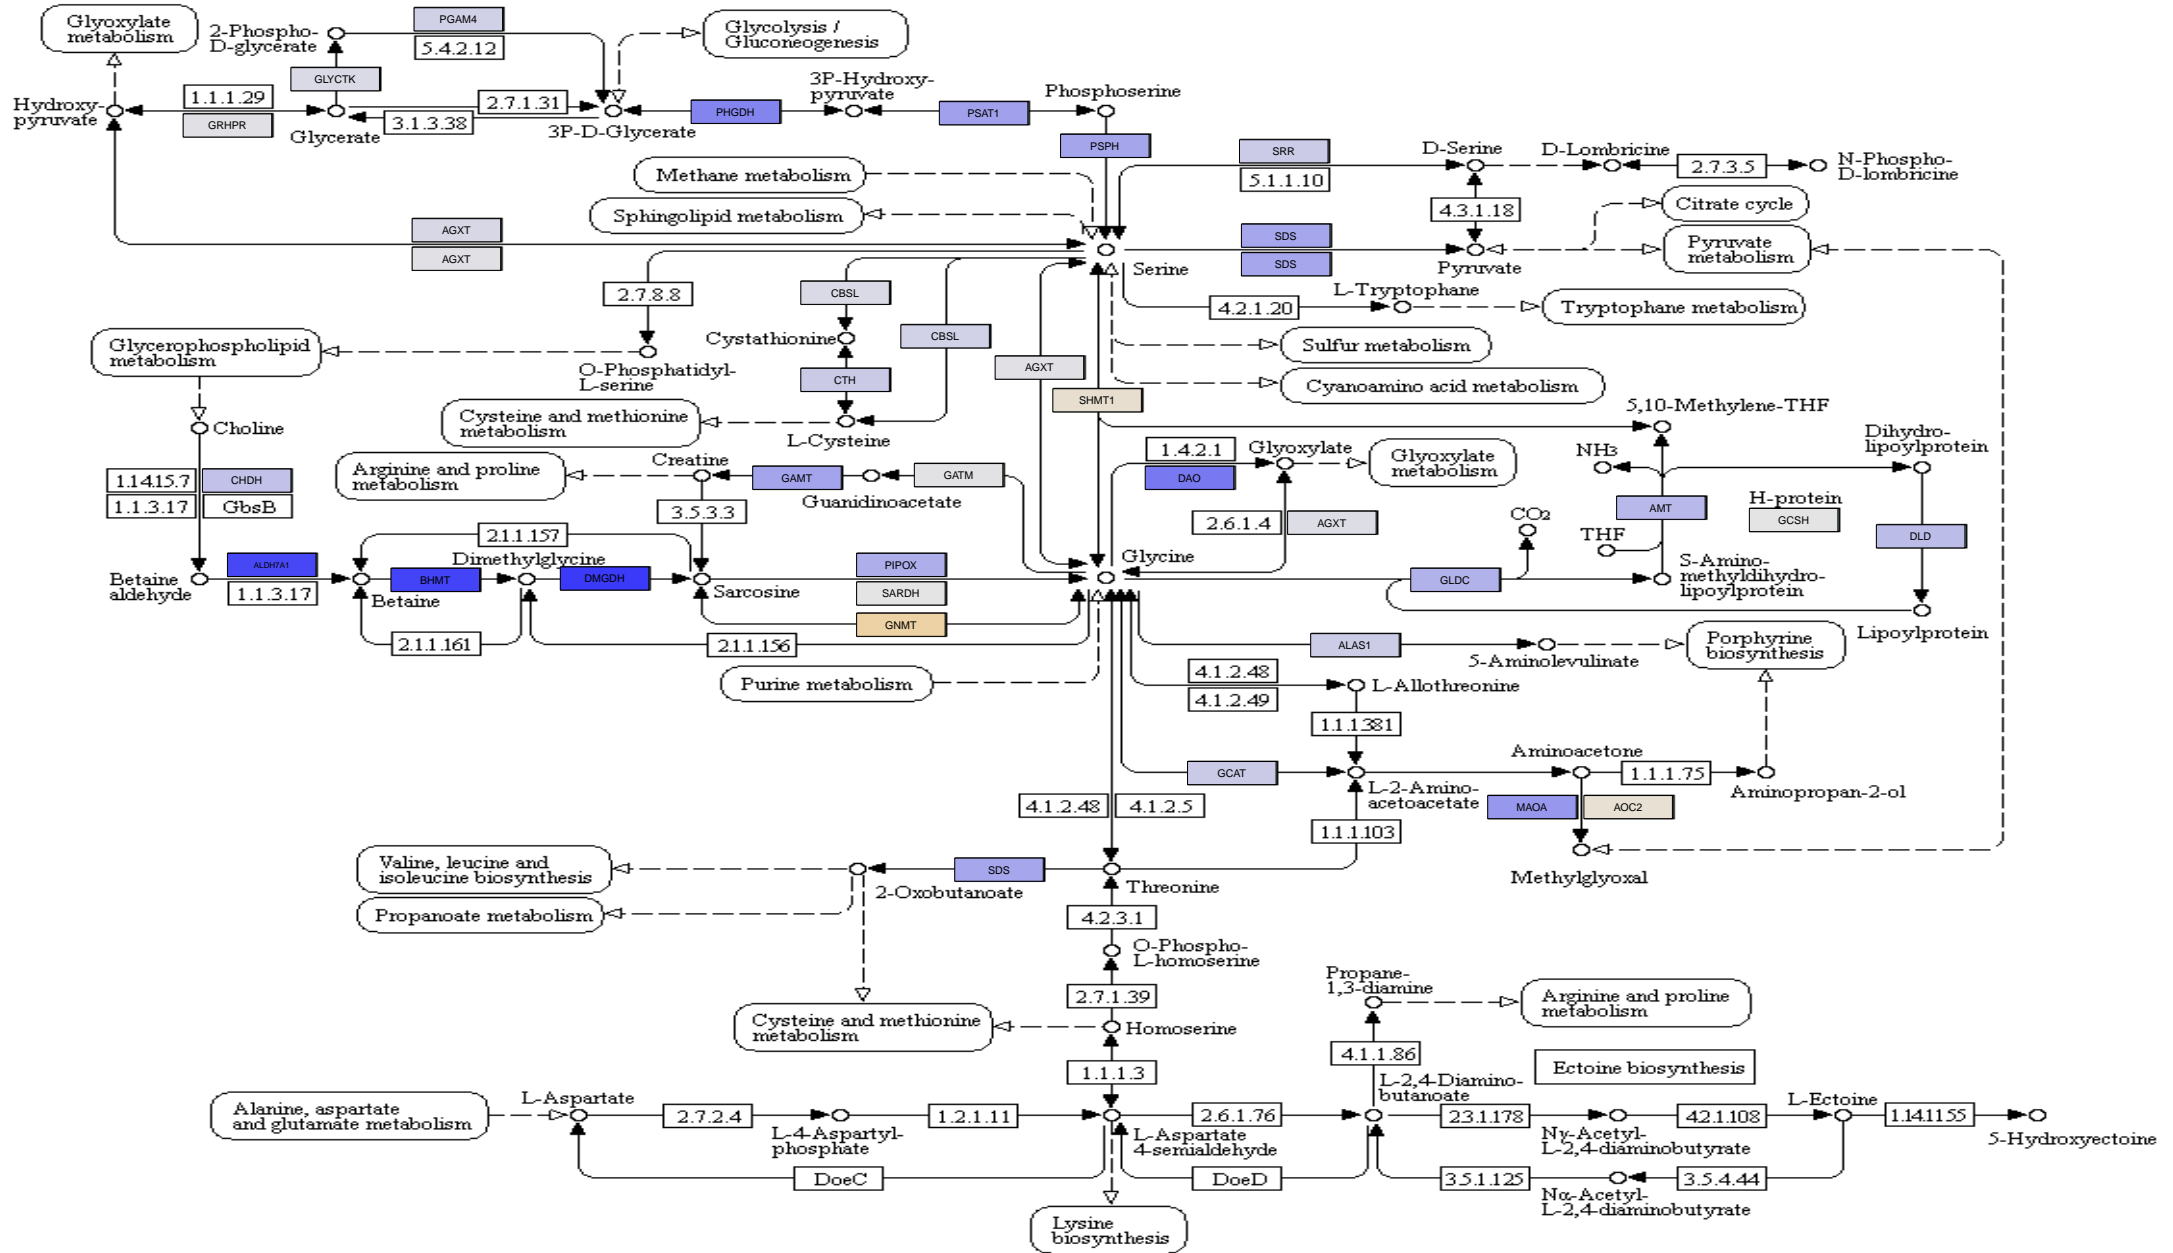 Glyoxylate
metabolism
2-Phospho-
D-glycerate
PGAM4
5.4.2.12
Glycolysis /
Gluconeogenesis
GLYCTK
Hydroxy-
pyruvate
1.1.1.29
GRHPR
Glycerate
2.7.1.31
3.1.3.38
3P-D-Glycerate
PHGDH
3P-Hydroxy-
pyruvate
PSAT1
Phosphoserine
PSPH
Methane metabolism
Sphingolipid metabolism
SRR
5.1.1.10
D-Serine
D-Lombricine
2.7.3.5
N-Phospho-
D-lombricine
4.3.1.18
Citrate cycle
AGXT
AGXT
SDS
SDS
Serine
Pyruvate
Pyruvate
metabolism
2.7.8.8
CBSL
CBSL
4.2.1.20
L-Tryptophane
Tryptophane metabolism
Glycerophospholipid
metabolism
Cystathionine
O-Phosphatidyl-
L-serine
CTH
AGXT
SHMT1
Sulfur metabolism
Cyanoamino acid metabolism
Choline
Cysteine and methionine
metabolism
L-Cysteine
5,10-Methylene-THF
1.14.15.7
CHDH
1.1.3.17
GbsB
Arginine and proline
metabolism
Creatine
GAMT
Guanidinoacetate
GATM
3.5.3.3
1.4.2.1
DAO
Glyoxylate
Glyoxylate
metabolism
2.6.1.4
AGXT
NH3
Dihydro-
lipoylprotein
AMT
H-protein
GCSH
CO2
THF
DLD
Betaine
aldehyde
ALDH7A1
1.1.3.17
2.1.1.157
Betaine
BHMT
Dimethylglycine
DMGDH
Sarcosine
PIPOX
SARDH
GNMT
Glycine
GLDC
S-Amino-
methyldihydro-
lipoylprotein
Lipoylprotein
2.1.1.161
2.1.1.156
Purine metabolism
ALAS1
5-Aminolevulinate
Porphyrine
biosynthesis
4.1.2.48
4.1.2.49
L-Allothreonine
1.1.1.381
GCAT
L-2-Amino-
acetoacetate
Aminoacetone
1.1.1.75
Aminopropan-2-ol
MAOA
AOC2
4.1.2.48
4.1.2.5
1.1.1.103
Methylglyoxal
Valine, leucine and
isoleucine biosynthesis
Propanoate metabolism
2-Oxobutanoate
SDS
Threonine
4.2.3.1
O-Phospho-
L-homoserine
2.7.1.39
Cysteine and methionine
metabolism
Homoserine
1.1.1.3
Propane-
1,3-diamine
Arginine and proline
metabolism
4.1.1.86
Ectoine biosynthesis
Alanine, aspartate
and glutamate metabolism
L-Aspartate
2.7.2.4
L-4-Aspartyl-
phosphate
1.2.1.11
L-Aspartate
4-semialdehyde
2.6.1.76
L-2,4-Diamino-
butanoate
2.3.1.178
Nγ-Acetyl-
L-2,4-diaminobutyrate
4.2.1.108
L-Ectoine
1.14.11.55
5-Hydroxyectoine
DoeC
DoeD
3.5.1.125
Nα-Acetyl-
L-2,4-diaminobutyrate
3.5.4.44
Lysine
biosynthesis